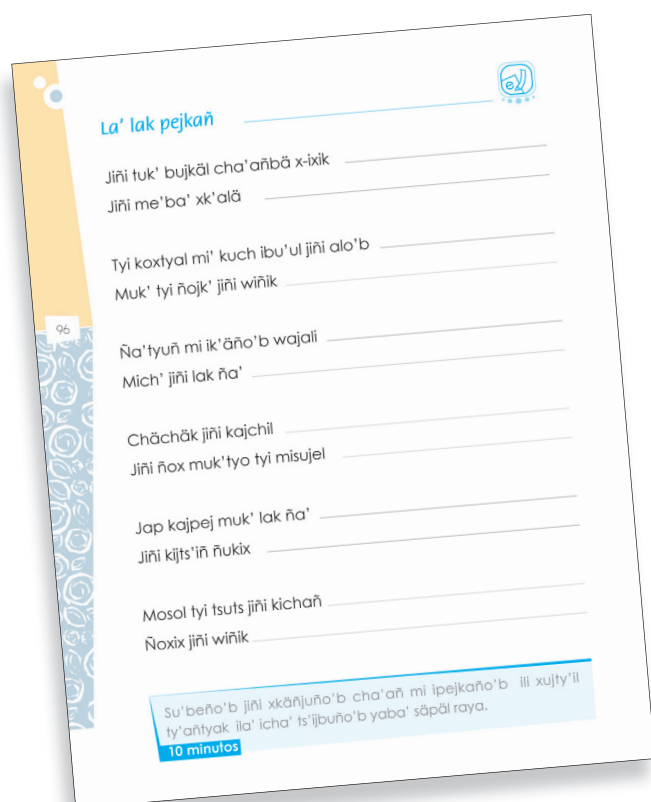 La' lak pejkañ
Jiñi tuk' bujkäl cha'añbä x-ixik
Jiñi me'ba' xk'alä
Tyi koxtyal mi' kuch ibu'ul jiñi alo'b
Muk' tyi ñojk' jiñi wiñik
96
Ña'tyuñ mi ik'äño'b wajali
Mich' jiñi lak ña'
Chächäk jiñi kajchil
Jiñi ñox muk'tyo tyi misujel
Jap kajpej muk' lak ña'
Jiñi kijts'iñ ñukix
Mosol tyi tsuts jiñi kichañ
Ñoxix jiñi wiñik
Su'beño'b jiñi xkäñjuño'b cha'añ mi ipejkaño'b ili xujty'il
ty'añtyak ila' icha' ts'ijbuño'b yaba' säpäl raya.
10 minutos